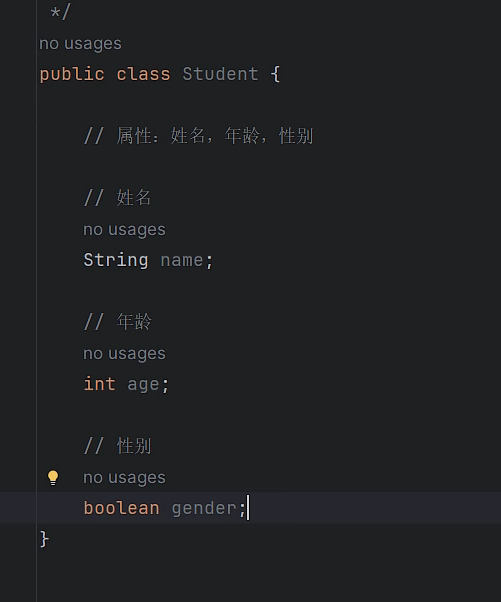 */
no usages
public class Student {
// 属性：姓名，年龄，性别
// 姓名
no usages
String name;
// 年龄
no usages
int age;
// 性别
no usages
boolean gender;
}